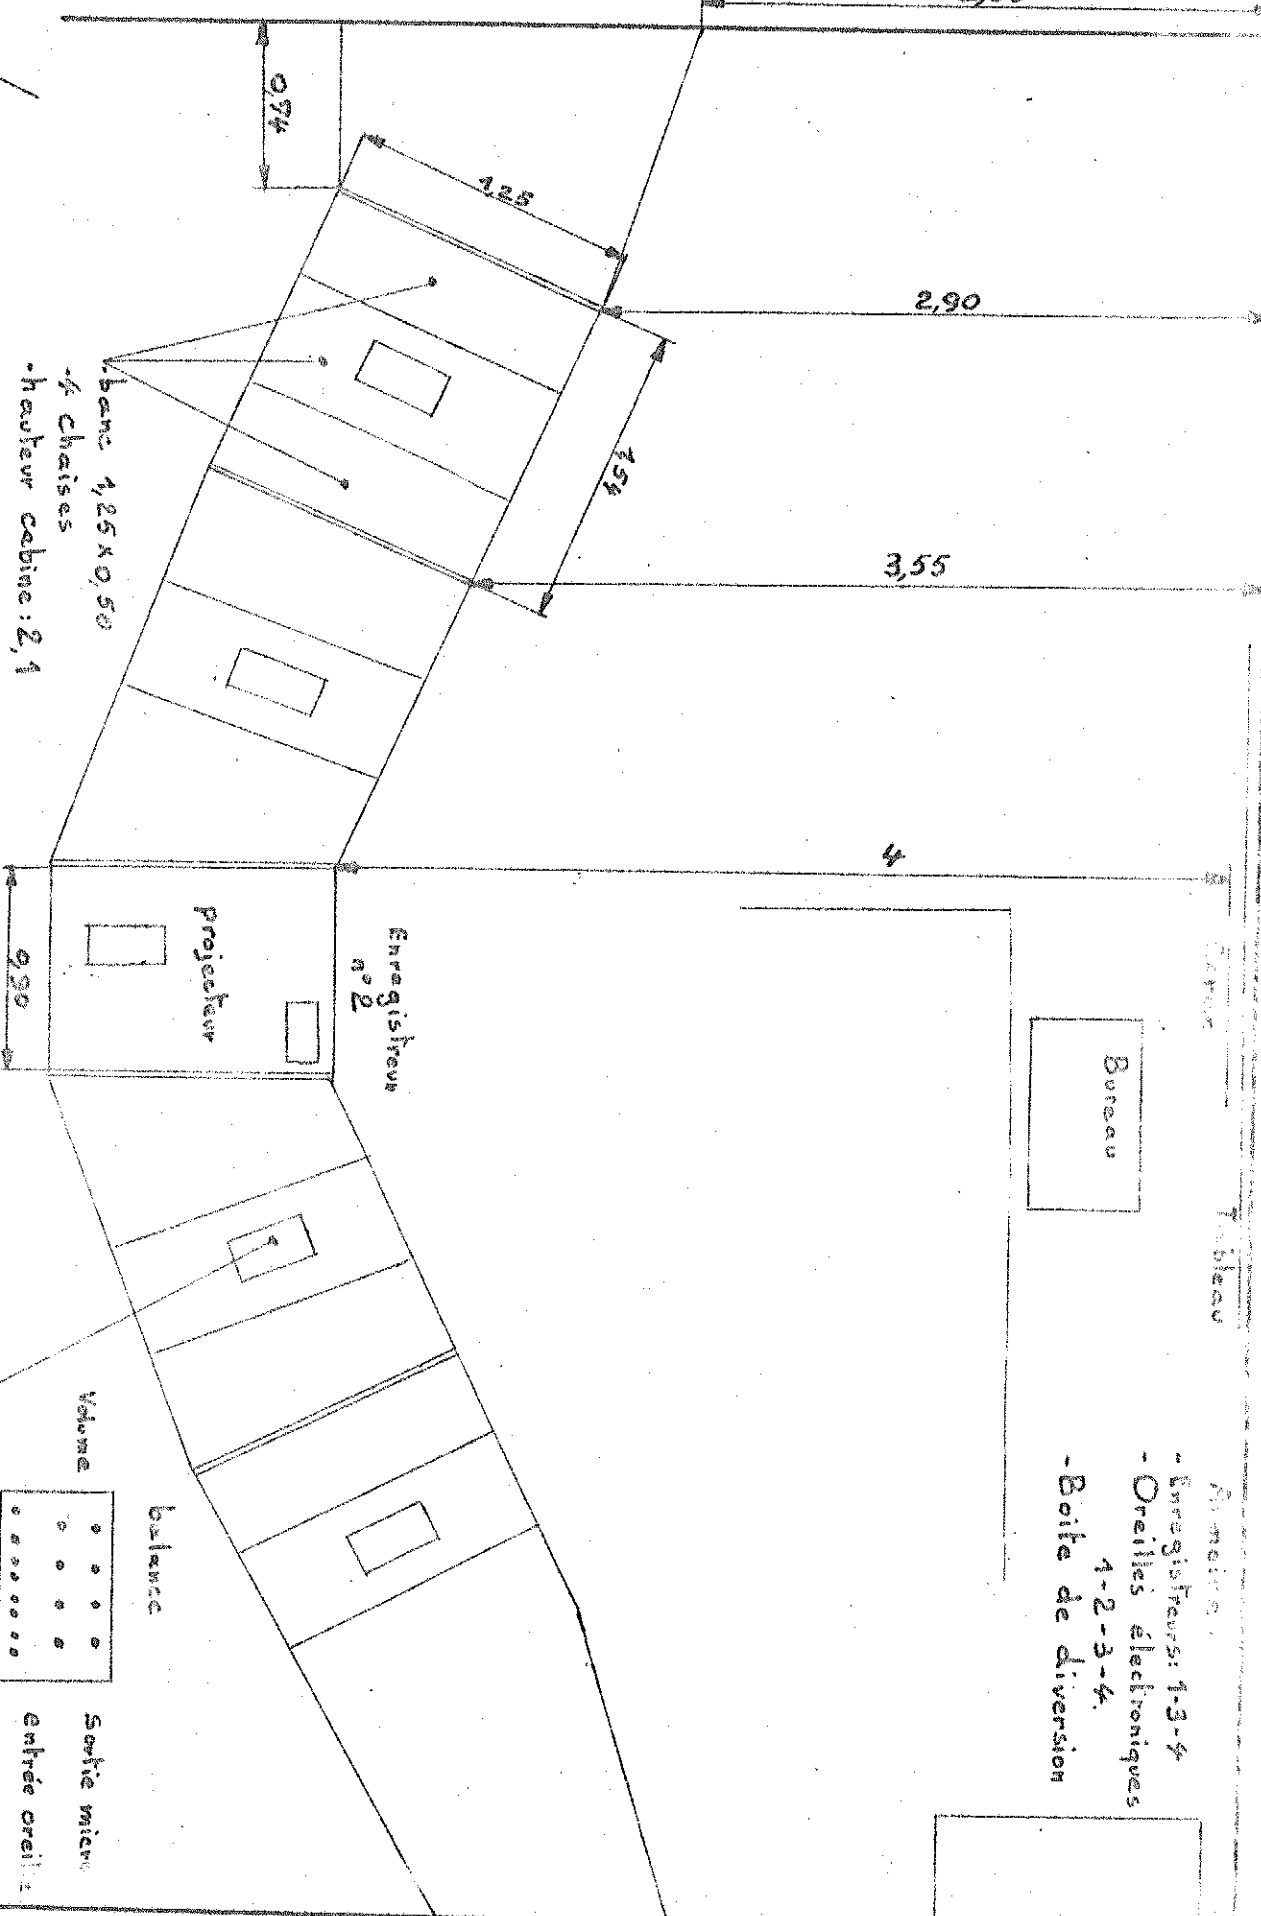 0,74
1,25
2,90
1,54
3,55
4
- banc 1,25 x 0,50
- 4 chaises
- hauteur cabine : 2,1
projecteur
Enregistreur
n° 2
0,90
Bureau
Tableau
Armoire
- Enregistreurs: 1-3-4
- Oreilles électroniques
1-2-3-4.
- Boite de diversion
Volume
balance
Sortie micro
entrée oreille